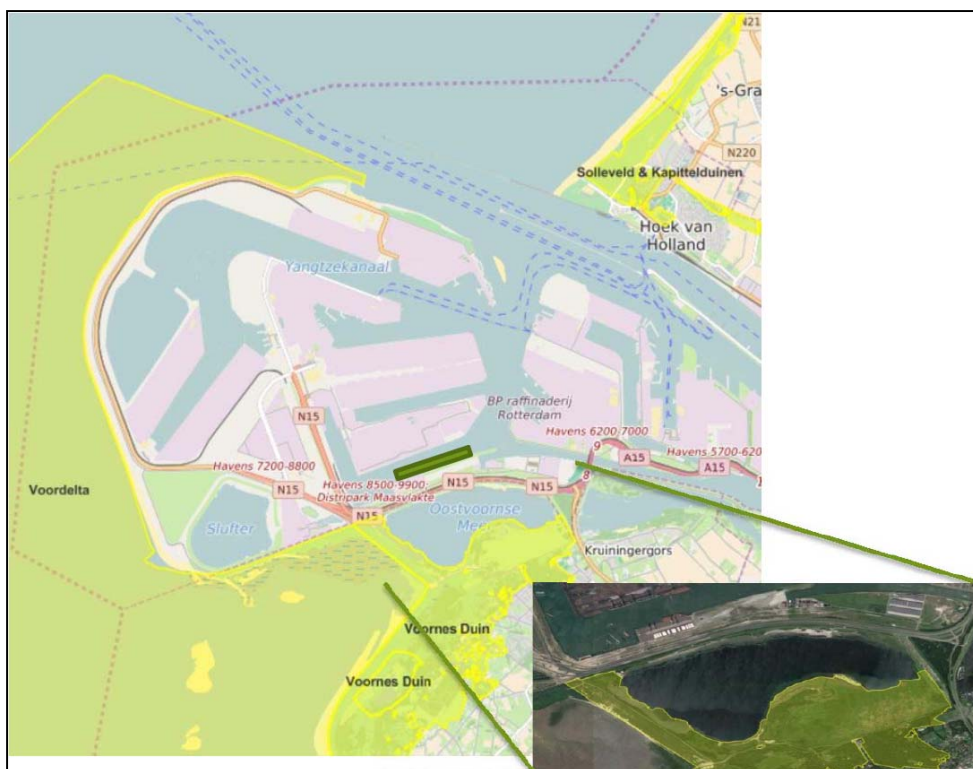 N21
's-Gra
N220
Solleveld & Kapittelduinen
Hoek van
Holland
Yangtzekanaal
BP raffinaderij
Rotterdam
N15
Havens 6200-7000
9
A15
Havens 5700-620
A15
Havens 7200-8800
8
Voordelta
N15
Havens 8500-9900,
Distripark Maasvlakte
N15
N15
N15
Slufter
Oostvoornse
Mee
Kruiningergors
Voornes Duin
Voornes Duin